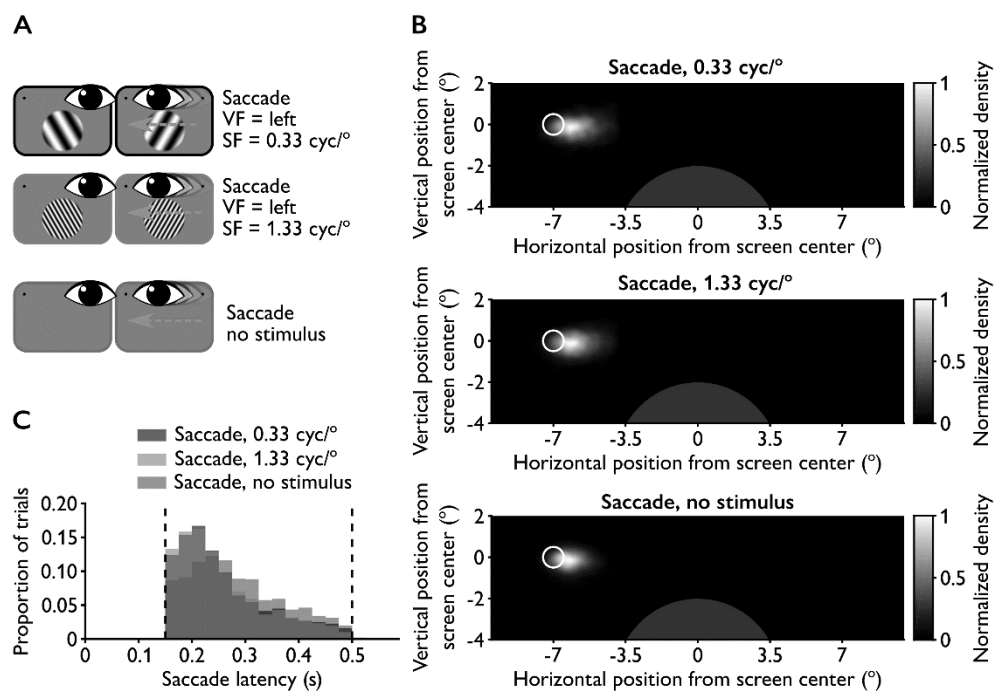 A
Saccade
VF = left
SF = 0.33 cyc/°
Saccade
VF = left
SF = 1.33 cyc/°
Saccade
no stimulus
B
Saccade, 0.33 cyc/°
Vertical position from
screen center (°)
2
0
-2
-4
-7
-3.5
0
3.5
7
Horizontal position from screen center (°)
1
0.5
0
Normalized density
Saccade, 1.33 cyc/°
Vertical position from
screen center (°)
2
0
-2
-4
-7
-3.5
0
3.5
7
Horizontal position from screen center (°)
1
0.5
0
Normalized density
Saccade, no stimulus
Vertical position from
screen center (°)
2
0
-2
-4
-7
-3.5
0
3.5
7
Horizontal position from screen center (°)
1
0.5
0
Normalized density
C
Saccade, 0.33 cyc/°
Saccade, 1.33 cyc/°
Saccade, no stimulus
Proportion of trials
0.20
0.15
0.10
0.05
0
0
0.1
0.2
0.3
0.4
0.5
Saccade latency (s)